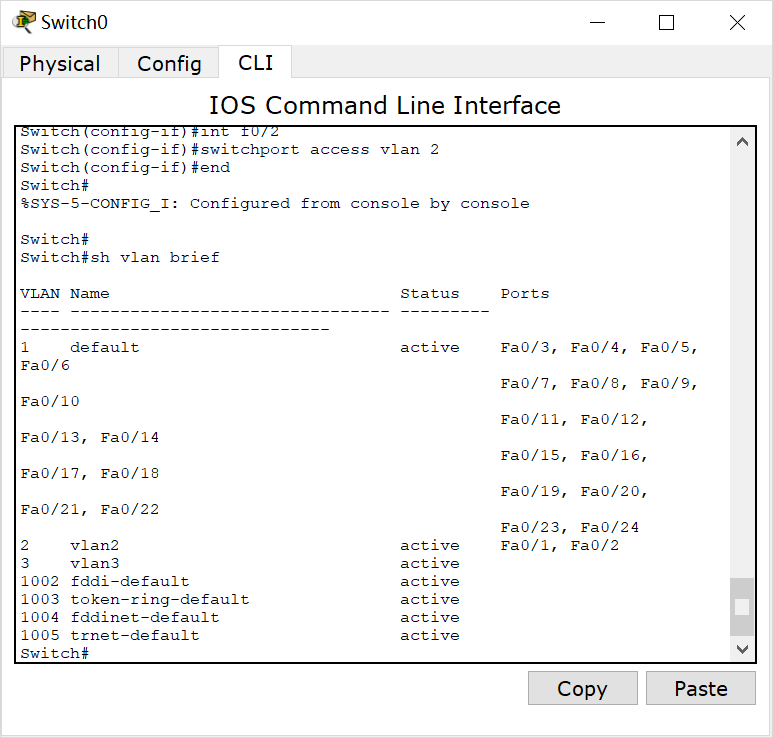 Switch0
Physical Config CLI
IOS Command Line Interface
Switch(config-if)#int f0/2
Switch(config-if)#switchport access vlan 2
Switch(config-if)#end
Switch#
%SYS-5-CONFIG_I: Configured from console by console
Switch#
Switch#sh vlan brief
VLAN Name                             Status    Ports
---- -------------------------------- ---------
-------------------------------
1    default                          active    Fa0/3, Fa0/4, Fa0/5,
Fa0/6
                                                Fa0/7, Fa0/8, Fa0/9,
Fa0/10
                                                Fa0/11, Fa0/12,
Fa0/13, Fa0/14
                                                Fa0/15, Fa0/16,
Fa0/17, Fa0/18
                                                Fa0/19, Fa0/20,
Fa0/21, Fa0/22
                                                Fa0/23, Fa0/24
2    vlan2                            active    Fa0/1, Fa0/2
3    vlan3                            active
1002 fddi-default                     active
1003 token-ring-default               active
1004 fddinet-default                  active
1005 trnet-default                    active
Switch#
Copy Paste